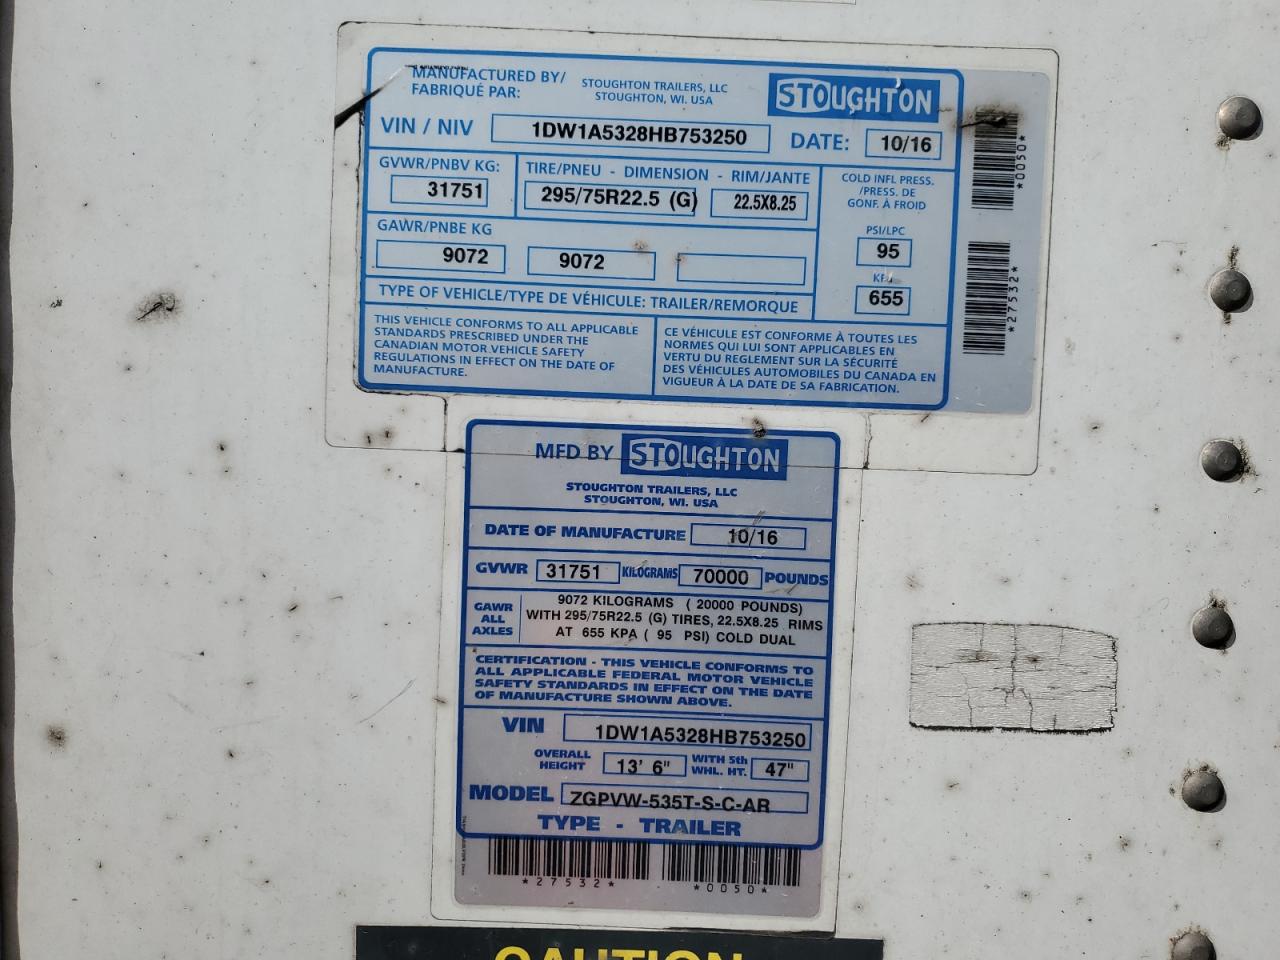 MANUFACTURED BY/
FABRIQUÉ PAR:
STOUGHTON TRAILERS, LLC
STOUGHTON, WI. USA
STOUGHTON
VIN / NIV 1DW1A5328HB753250 DATE: 10/16
GVWR/PNBV KG:
31751
TIRE/PNEU - DIMENSION - RIM/JANTE
295/75R22.5 (G) 22.5X8.25
COLD INFL PRESS.
/PRESS. DE
GONF. À FROID
PSI/LPC
95
KPa
655
GAWR/PNBE KG
9072 9072
TYPE OF VEHICLE/TYPE DE VÉHICULE: TRAILER/REMORQUE
THIS VEHICLE CONFORMS TO ALL APPLICABLE
STANDARDS PRESCRIBED UNDER THE
CANADIAN MOTOR VEHICLE SAFETY
REGULATIONS IN EFFECT ON THE DATE OF
MANUFACTURE.
CE VÉHICULE EST CONFORME À TOUTES LES
NORMES QUI LUI SONT APPLICABLES EN
VERTU DU REGLEMENT SUR LA SÉCURITÉ
DES VÉHICULES AUTOMOBILES DU CANADA EN
VIGUEUR À LA DATE DE SA FABRICATION.
*0050*
*27532*
MFD BY STOUGHTON
STOUGHTON TRAILERS, LLC
STOUGHTON, WI. USA
DATE OF MANUFACTURE 10/16
GVWR 31751 KILOGRAMS 70000 POUNDS
GAWR
ALL
AXLES
9072 KILOGRAMS ( 20000 POUNDS)
WITH 295/75R22.5 (G) TIRES, 22.5X8.25 RIMS
AT 655 KPA ( 95 PSI) COLD DUAL
CERTIFICATION - THIS VEHICLE CONFORMS TO
ALL APPLICABLE FEDERAL MOTOR VEHICLE
SAFETY STANDARDS IN EFFECT ON THE DATE
OF MANUFACTURE SHOWN ABOVE.
VIN 1DW1A5328HB753250
OVERALL
HEIGHT
13' 6"
WITH 5th
WHL. HT.
47"
MODEL ZGPVW-535T-S-C-AR
TYPE - TRAILER
*27532* *0050*
CAUTION